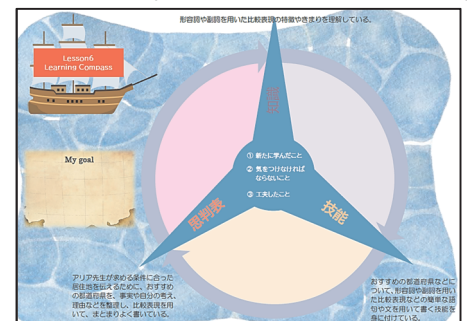 形容詞や副詞を用いた比較表現の特徴やきまりを理解している。
Lesson6
Learning Compass
知識
My goal
① 新たに学んだこと
② 気をつけなければ
ならないこと
③ 工夫したこと
思判表
技能
アリア先生が求める条件に合った
居住地を伝えるために、おすすめ
の都道府県を、事実や自分の考え、
理由などを整理し、比較表現を用
いて、まとまりよく書いている。
おすすめの都道府県などに
ついて、形容詞や副詞を用い
た比較表現などの簡単な語
句や文を用いて書く技能を
身に付けている。